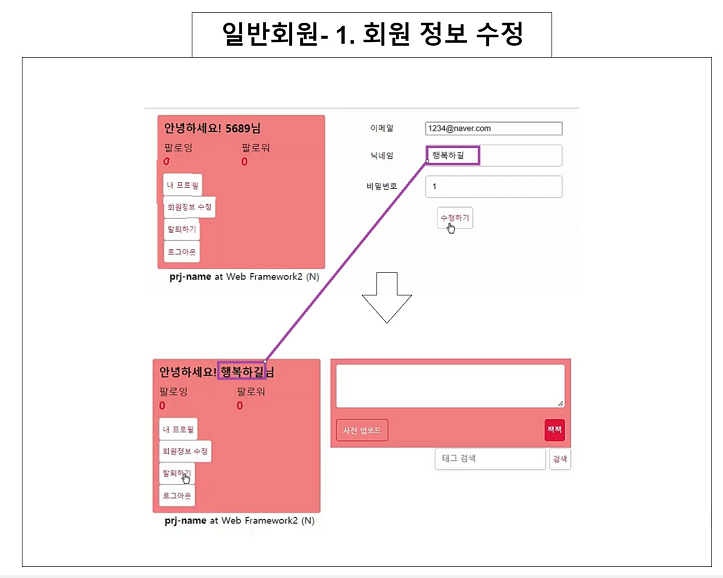 일반회원- 1. 회원 정보 수정
안녕하세요! 5689님
팔로잉 팔로워
0 0
내 프로필
회원정보 수정
탈퇴하기
로그아웃
prj-name at Web Framework2 (N)
이메일 1234@naver.com
닉네임 행복하길
비밀번호 1
수정하기
안녕하세요! 행복하길님
팔로잉 팔로워
0 0
내 프로필
회원정보 수정
탈퇴하기
로그아웃
prj-name at Web Framework2 (N)
사진 업로드 짹짹
태그 검색 검색